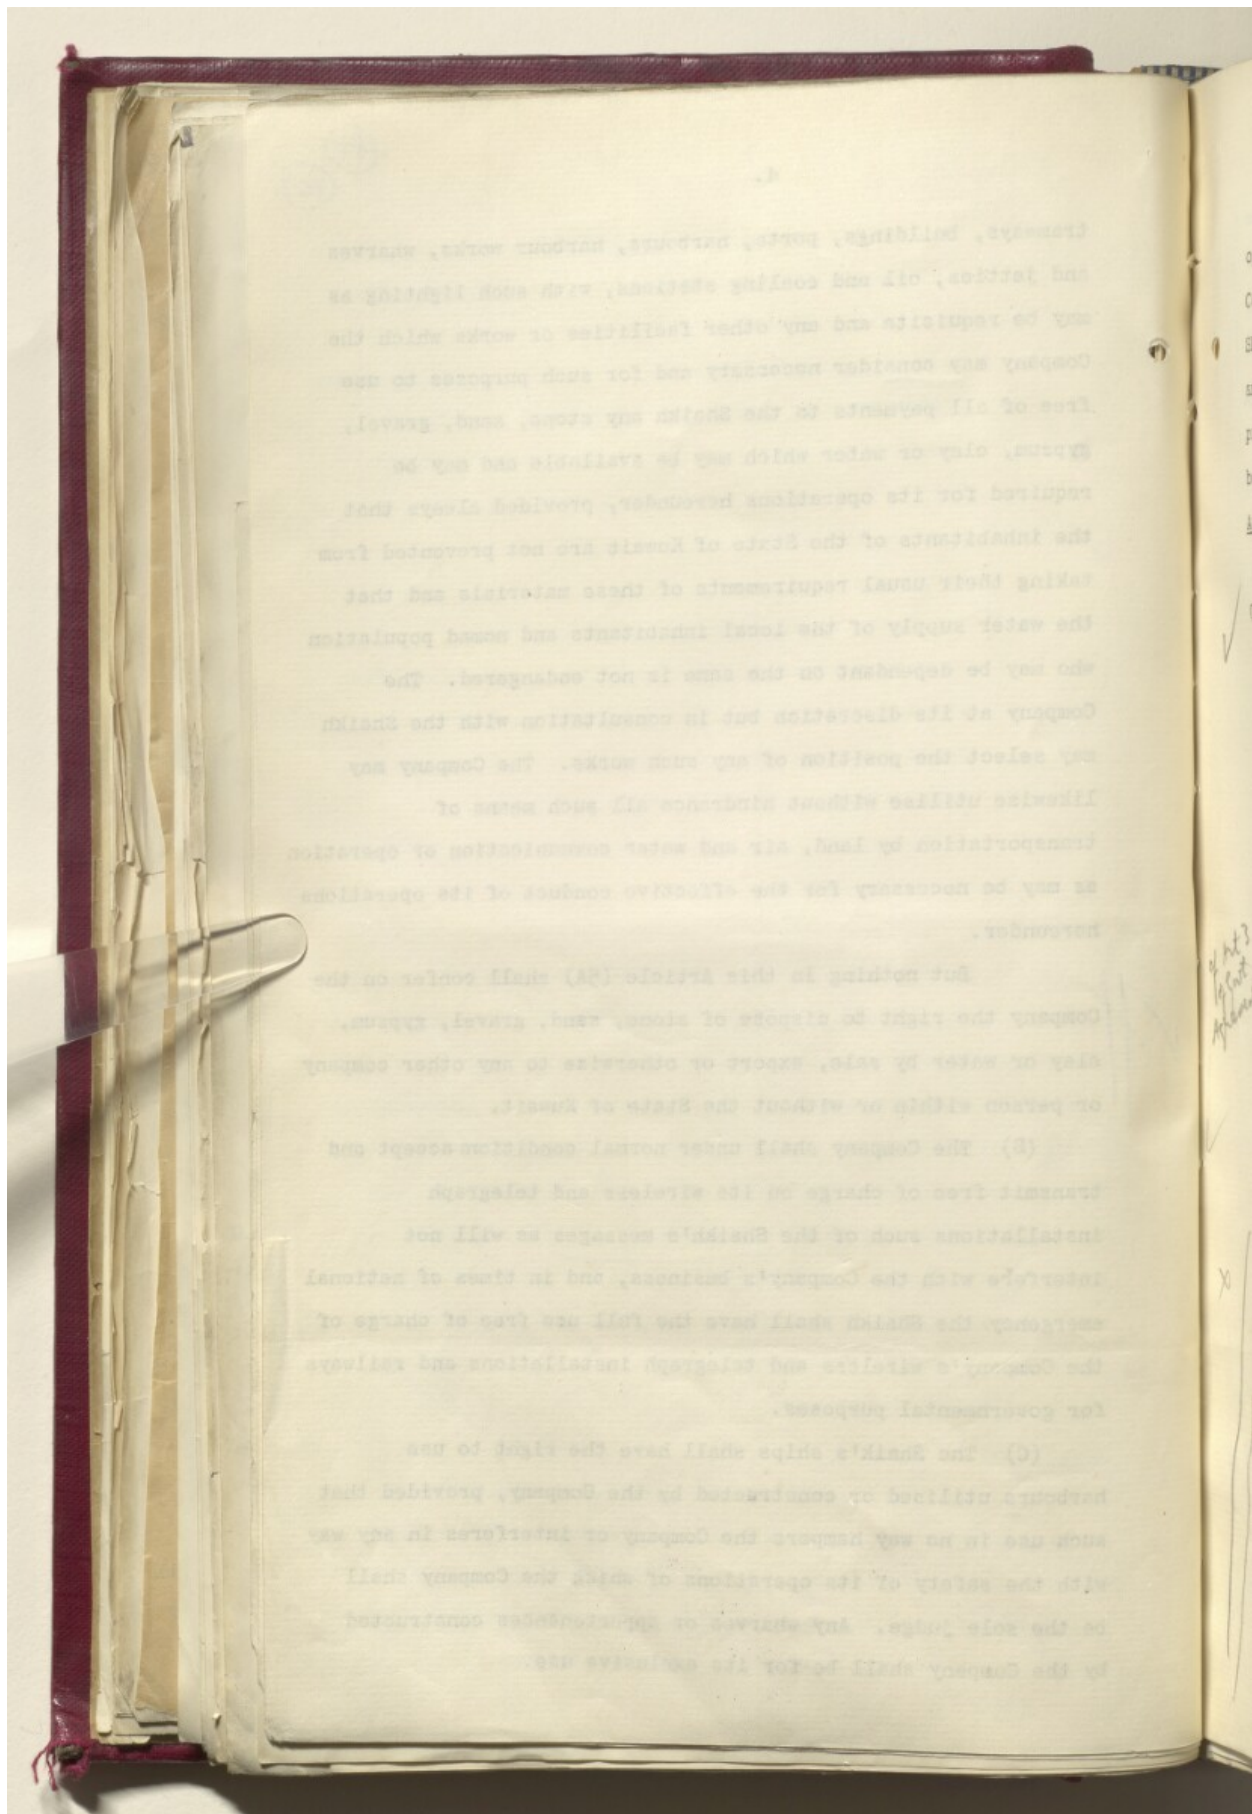 4.
tramways, buildings, ports, harbours, harbour works, wharves
and jetties, oil and coaling stations, with such lighting as
may be requisite and any other facilities or works which the
Company may consider necessary and for such purposes to use
free of all payments to the Sheikh any stone, sand, gravel,
gypsum, clay or water which may be available and may be
required for its operations hereunder, provided always that
the inhabitants of the State of Kuwait are not prevented from
taking their usual requirements of these materials and that
the water supply of the local inhabitants and nomad population
who may be dependant on the same is not endangered. The
Company at its discretion but in consultation with the Shaikh
may select the position of any such works. The Company may
likewise utilise without hindrance all such means of
transportation by land, air and water communication or operation
as may be necessary for the effective conduct of its operations
hereunder.
But nothing in this Article (5A) shall confer on the
Company the right to dispose of stone, sand, gravel, gypsum,
clay or water by sale, export or otherwise to any other company
or person within or without the State of Kuwait.
(B) The Company shall under normal conditions accept and
transmit free of charge on its wireless and telegraph
installations such of the Shaikh's messages as will not
interfere with the Company's business, and in times of national
emergency the Shaikh shall have the full use free of charge of
the Company's wireless and telegraph installations and railways
for governmental purposes.
(C) The Shaikh's ships shall have the right to use
harbours utilised or constructed by the Company, provided that
such use in no way hampers the Company or interferes in any way
with the safety of its operations of which the Company shall
be the sole judge. Any wharves or appurtenances constructed
by the Company shall be for its exclusive use.